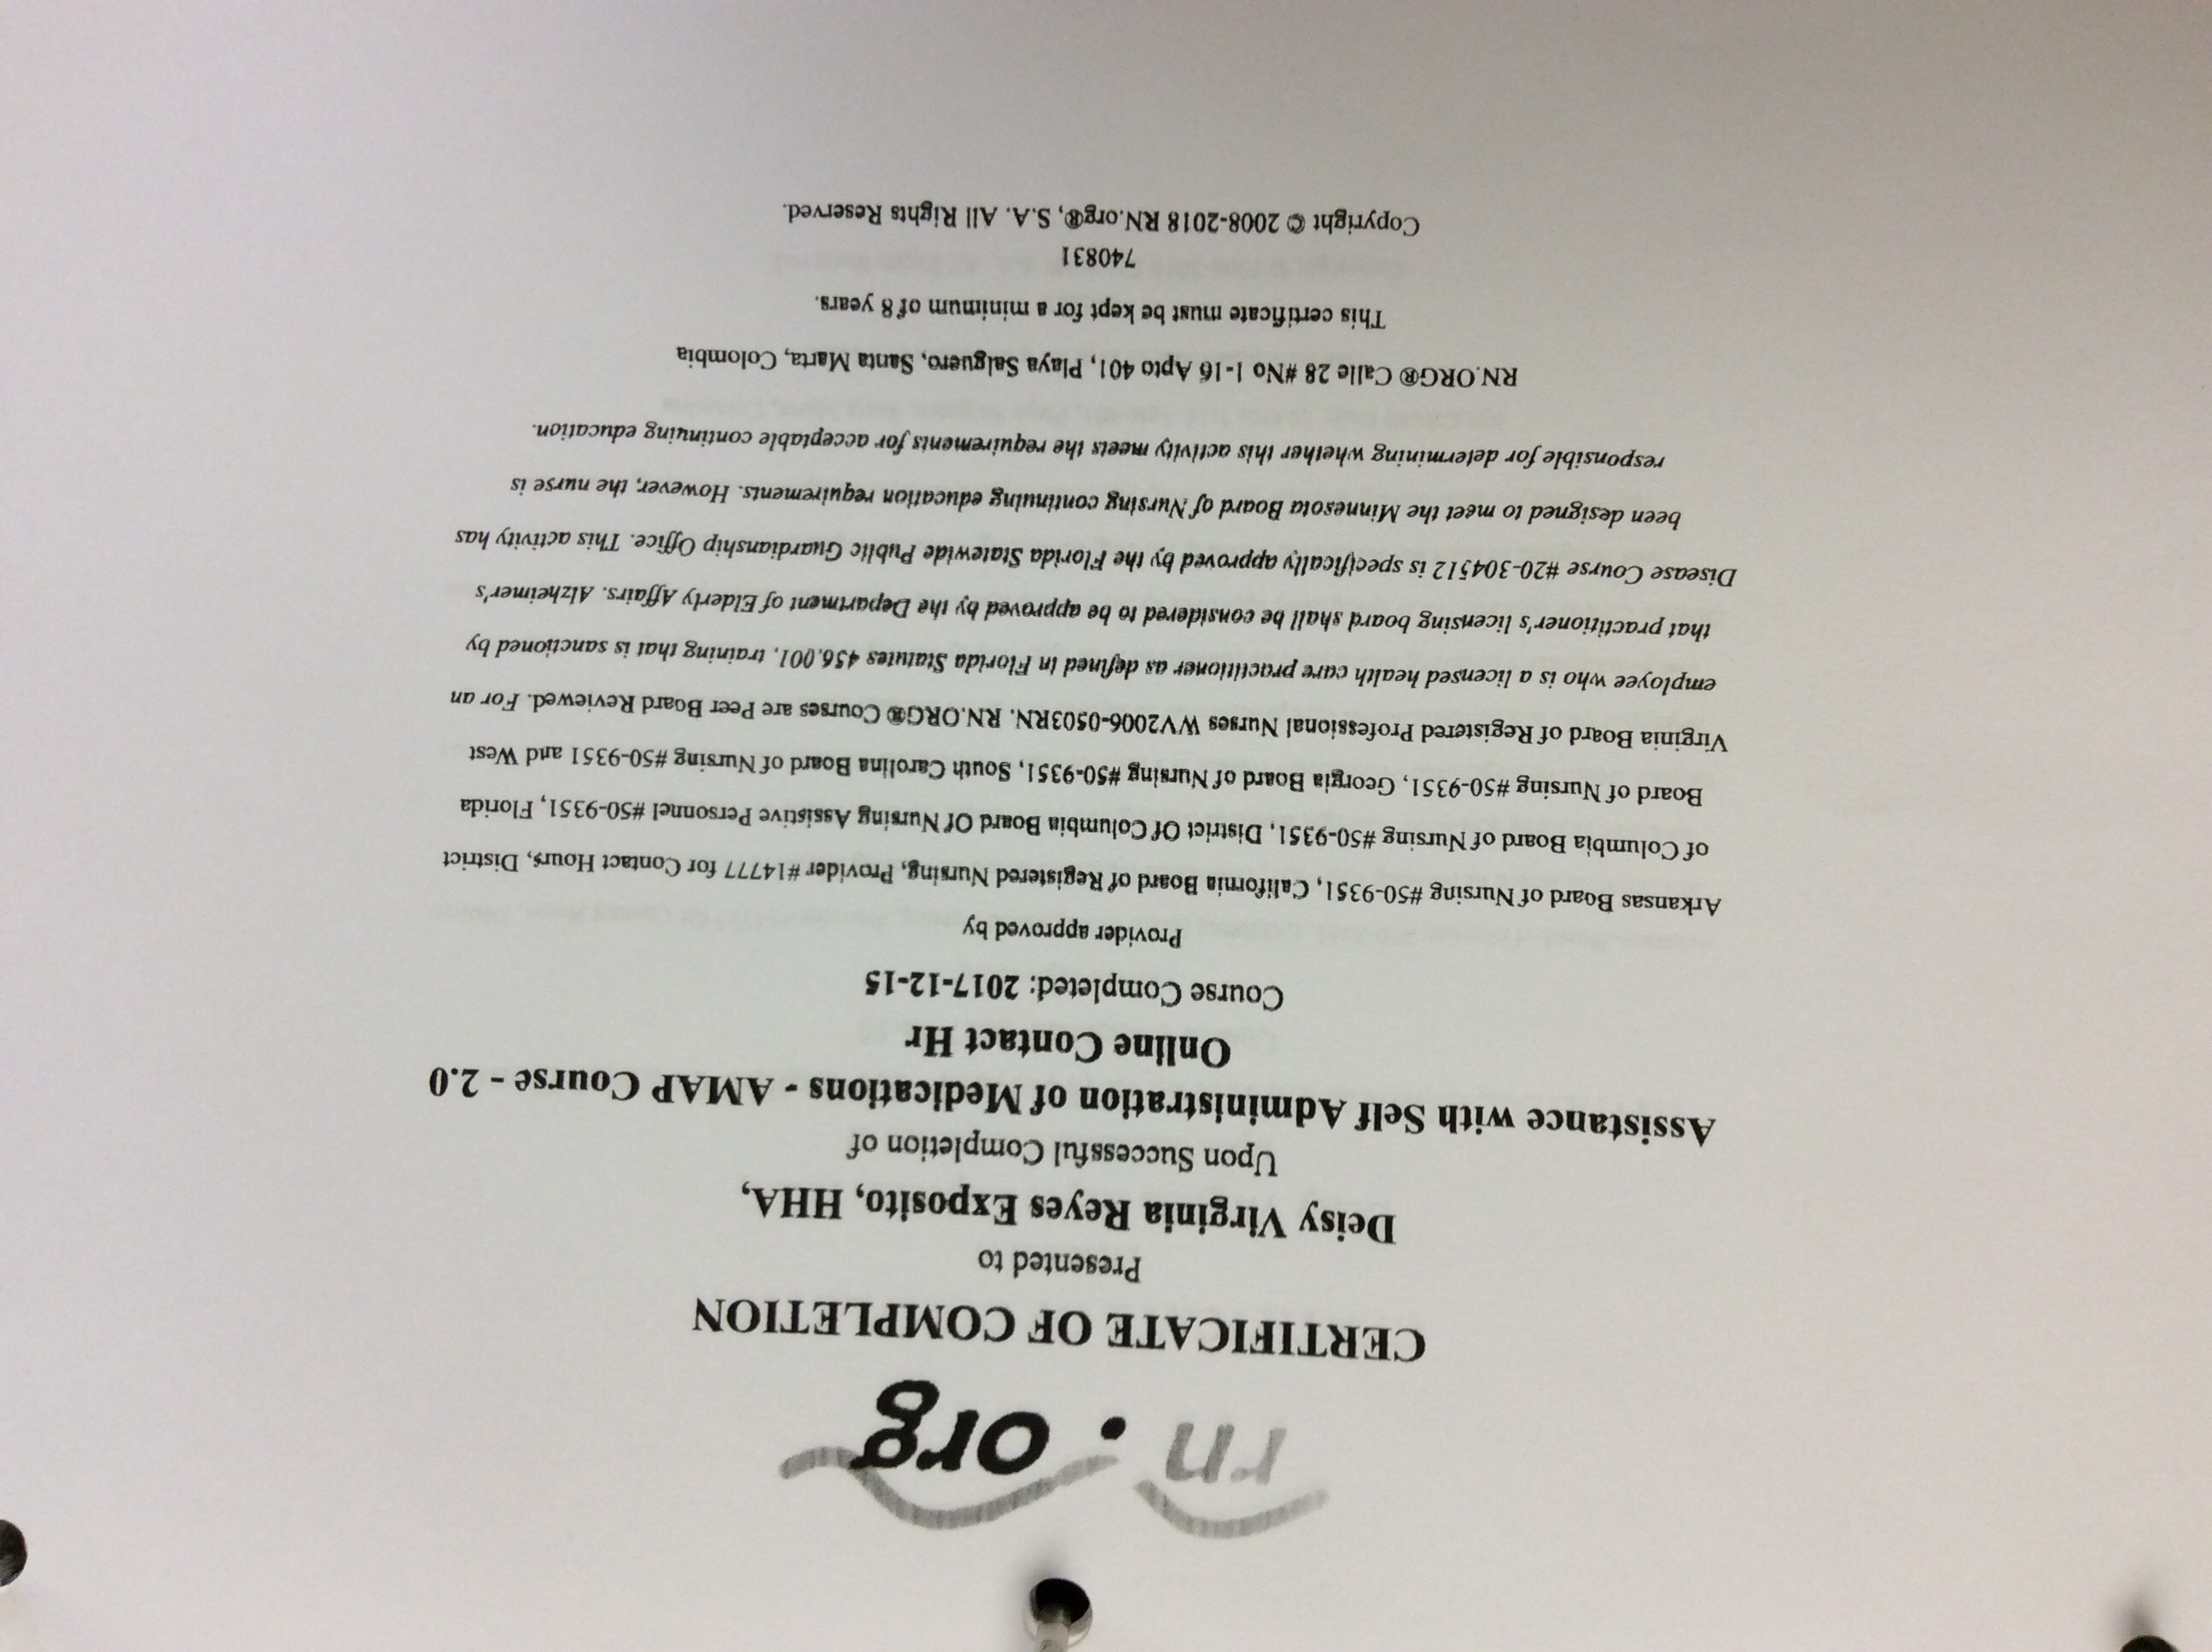 rn.org
CERTIFICATE OF COMPLETION
Presented to
Deisy Virginia Reyes Exposito, HHA,
Upon Successful Completion of
Assistance with Self Administration of Medications - AMAP Course - 2.0
Online Contact Hr
Course Completed: 2017-12-15
Provider approved by
Arkansas Board of Nursing #50-9351, California Board of Registered Nursing, Provider #14777 for Contact Hours, District
of Columbia Board of Nursing #50-9351, District Of Columbia Board Of Nursing Assistive Personnel #50-9351, Florida
Board of Nursing #50-9351, Georgia Board of Nursing #50-9351, South Carolina Board of Nursing #50-9351 and West
Virginia Board of Registered Professional Nurses WV2006-0503RN. RN.ORG® Courses are Peer Board Reviewed. For an
employee who is a licensed health care practitioner as defined in Florida Statutes 456.001, training that is sanctioned by
that practitioner's licensing board shall be considered to be approved by the Department of Elderly Affairs. Alzheimer's
Disease Course #20-304512 is specifically approved by the Florida Statewide Public Guardianship Office. This activity has
been designed to meet the Minnesota Board of Nursing continuing education requirements. However, the nurse is
responsible for determining whether this activity meets the requirements for acceptable continuing education.
RN.ORG® Calle 28 #No 1-16 Apto 401, Playa Salguero, Santa Marta, Colombia
This certificate must be kept for a minimum of 8 years.
740831
Copyright © 2008-2018 RN.org®, S.A. All Rights Reserved.